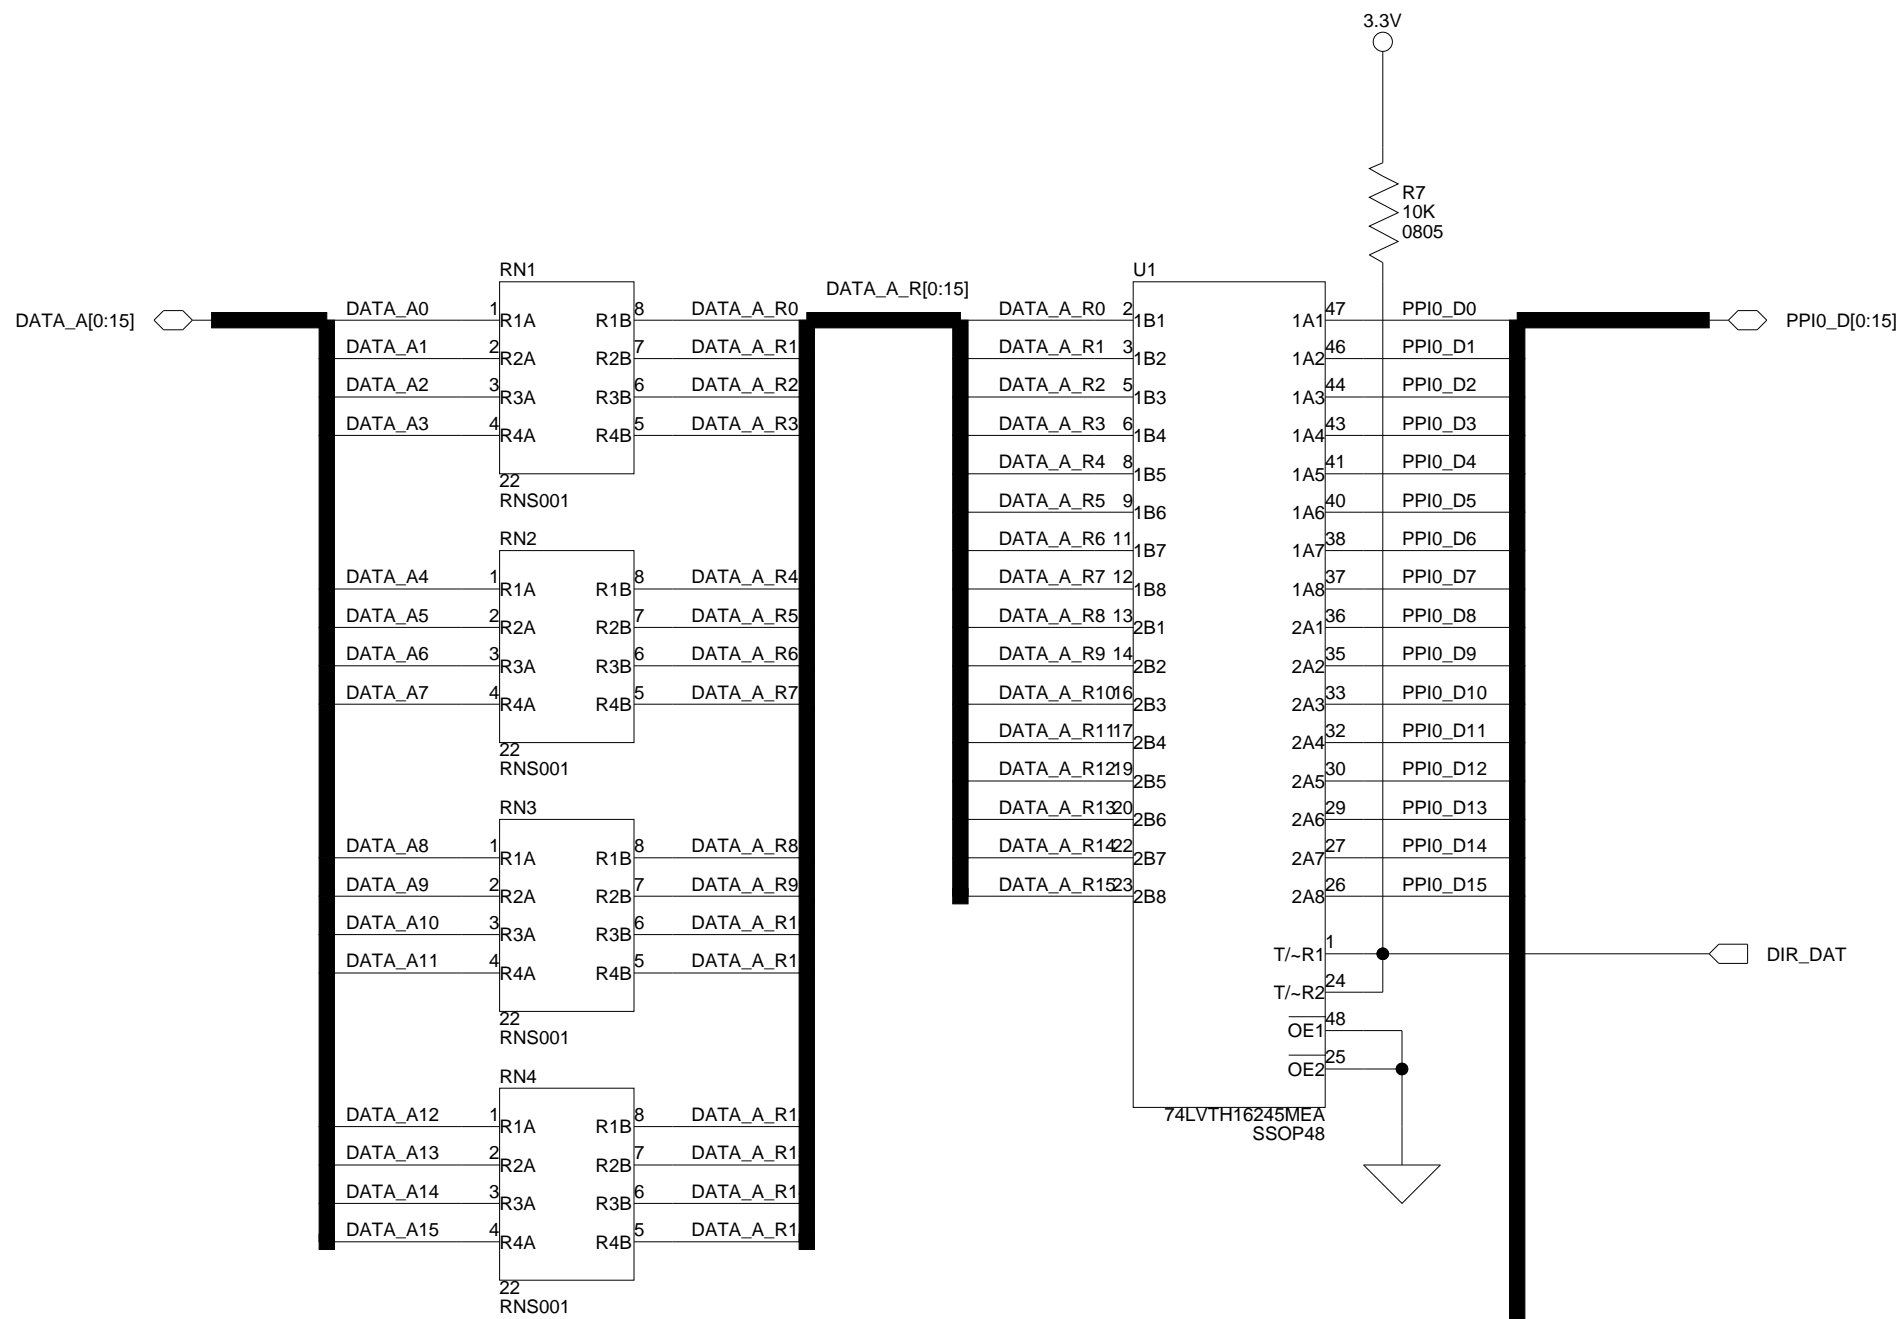 3.3V
R7
10K
0805
DATA_A[0:15]
RN1
DATA_A0 1 R1A R1B 8 DATA_A_R0
DATA_A1 2 R2A R2B 7 DATA_A_R1
DATA_A2 3 R3A R3B 6 DATA_A_R2
DATA_A3 4 R4A R4B 5 DATA_A_R3
22
RNS001
RN2
DATA_A4 1 R1A R1B 8 DATA_A_R4
DATA_A5 2 R2A R2B 7 DATA_A_R5
DATA_A6 3 R3A R3B 6 DATA_A_R6
DATA_A7 4 R4A R4B 5 DATA_A_R7
22
RNS001
RN3
DATA_A8 1 R1A R1B 8 DATA_A_R8
DATA_A9 2 R2A R2B 7 DATA_A_R9
DATA_A10 3 R3A R3B 6 DATA_A_R1
DATA_A11 4 R4A R4B 5 DATA_A_R1
22
RNS001
RN4
DATA_A12 1 R1A R1B 8 DATA_A_R1
DATA_A13 2 R2A R2B 7 DATA_A_R1
DATA_A14 3 R3A R3B 6 DATA_A_R1
DATA_A15 4 R4A R4B 5 DATA_A_R1
22
RNS001
DATA_A_R[0:15]
U1
DATA_A_R0 2 1B1 1A1 47 PPI0_D0
DATA_A_R1 3 1B2 1A2 46 PPI0_D1
DATA_A_R2 5 1B3 1A3 44 PPI0_D2
DATA_A_R3 6 1B4 1A4 43 PPI0_D3
DATA_A_R4 8 1B5 1A5 41 PPI0_D4
DATA_A_R5 9 1B6 1A6 40 PPI0_D5
DATA_A_R6 11 1B7 1A7 38 PPI0_D6
DATA_A_R7 12 1B8 1A8 37 PPI0_D7
DATA_A_R8 13 2B1 2A1 36 PPI0_D8
DATA_A_R9 14 2B2 2A2 35 PPI0_D9
DATA_A_R10 16 2B3 2A3 33 PPI0_D10
DATA_A_R11 17 2B4 2A4 32 PPI0_D11
DATA_A_R12 19 2B5 2A5 30 PPI0_D12
DATA_A_R13 20 2B6 2A6 29 PPI0_D13
DATA_A_R14 22 2B7 2A7 27 PPI0_D14
DATA_A_R15 23 2B8 2A8 26 PPI0_D15
T/~R1 1
T/~R2 24
OE1 48
OE2 25
74LVTH16245MEA
SSOP48
PPI0_D[0:15]
DIR_DAT